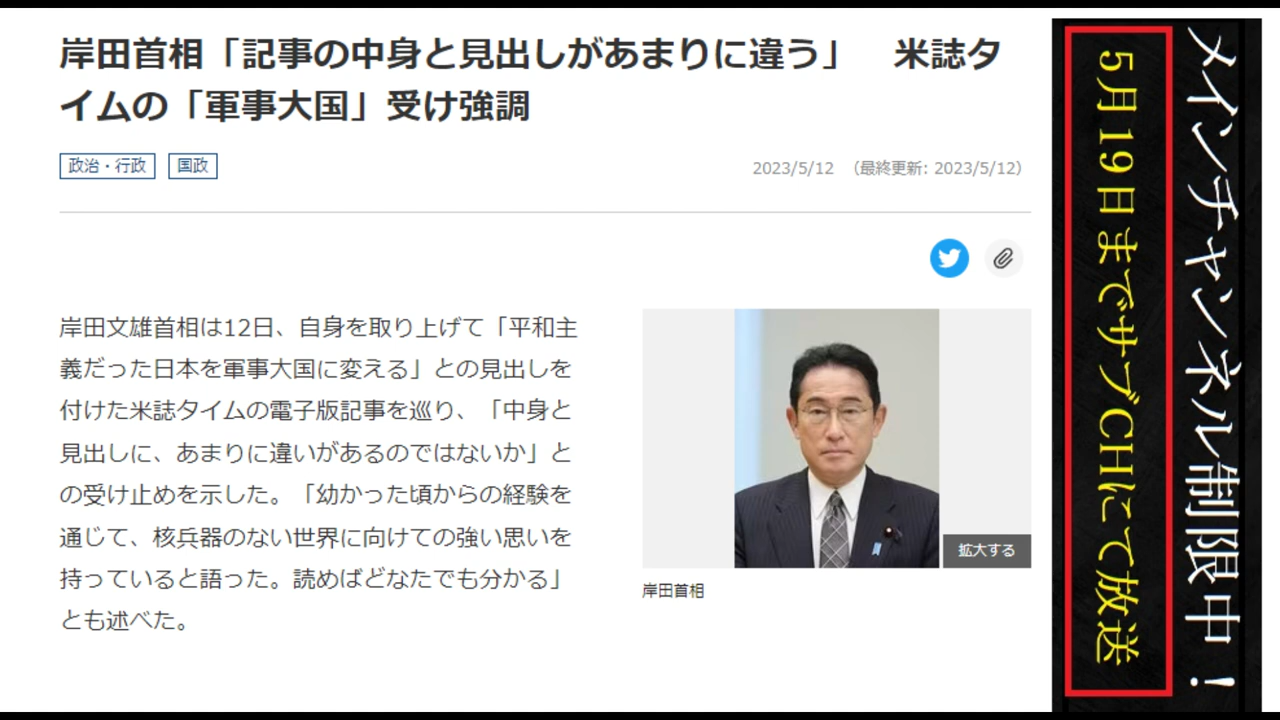 岸田首相「記事の中身と見出しがあまりに違う」　米誌タ
イムの「軍事大国」受け強調
政治・行政
国政
2023/5/12　（最終更新: 2023/5/12）
岸田文雄首相は12日、自身を取り上げて「平和主
義だった日本を軍事大国に変える」との見出しを
付けた米誌タイムの電子版記事を巡り、「中身と
見出しに、あまりに違いがあるのではないか」と
の受け止めを示した。「幼かった頃からの経験を
通じて、核兵器のない世界に向けての強い思いを
持っていると語った。読めばどなたでも分かる」
とも述べた。
拡大する
岸田首相
メインチャンネル制限中！
5月19日までサブCHにて放送